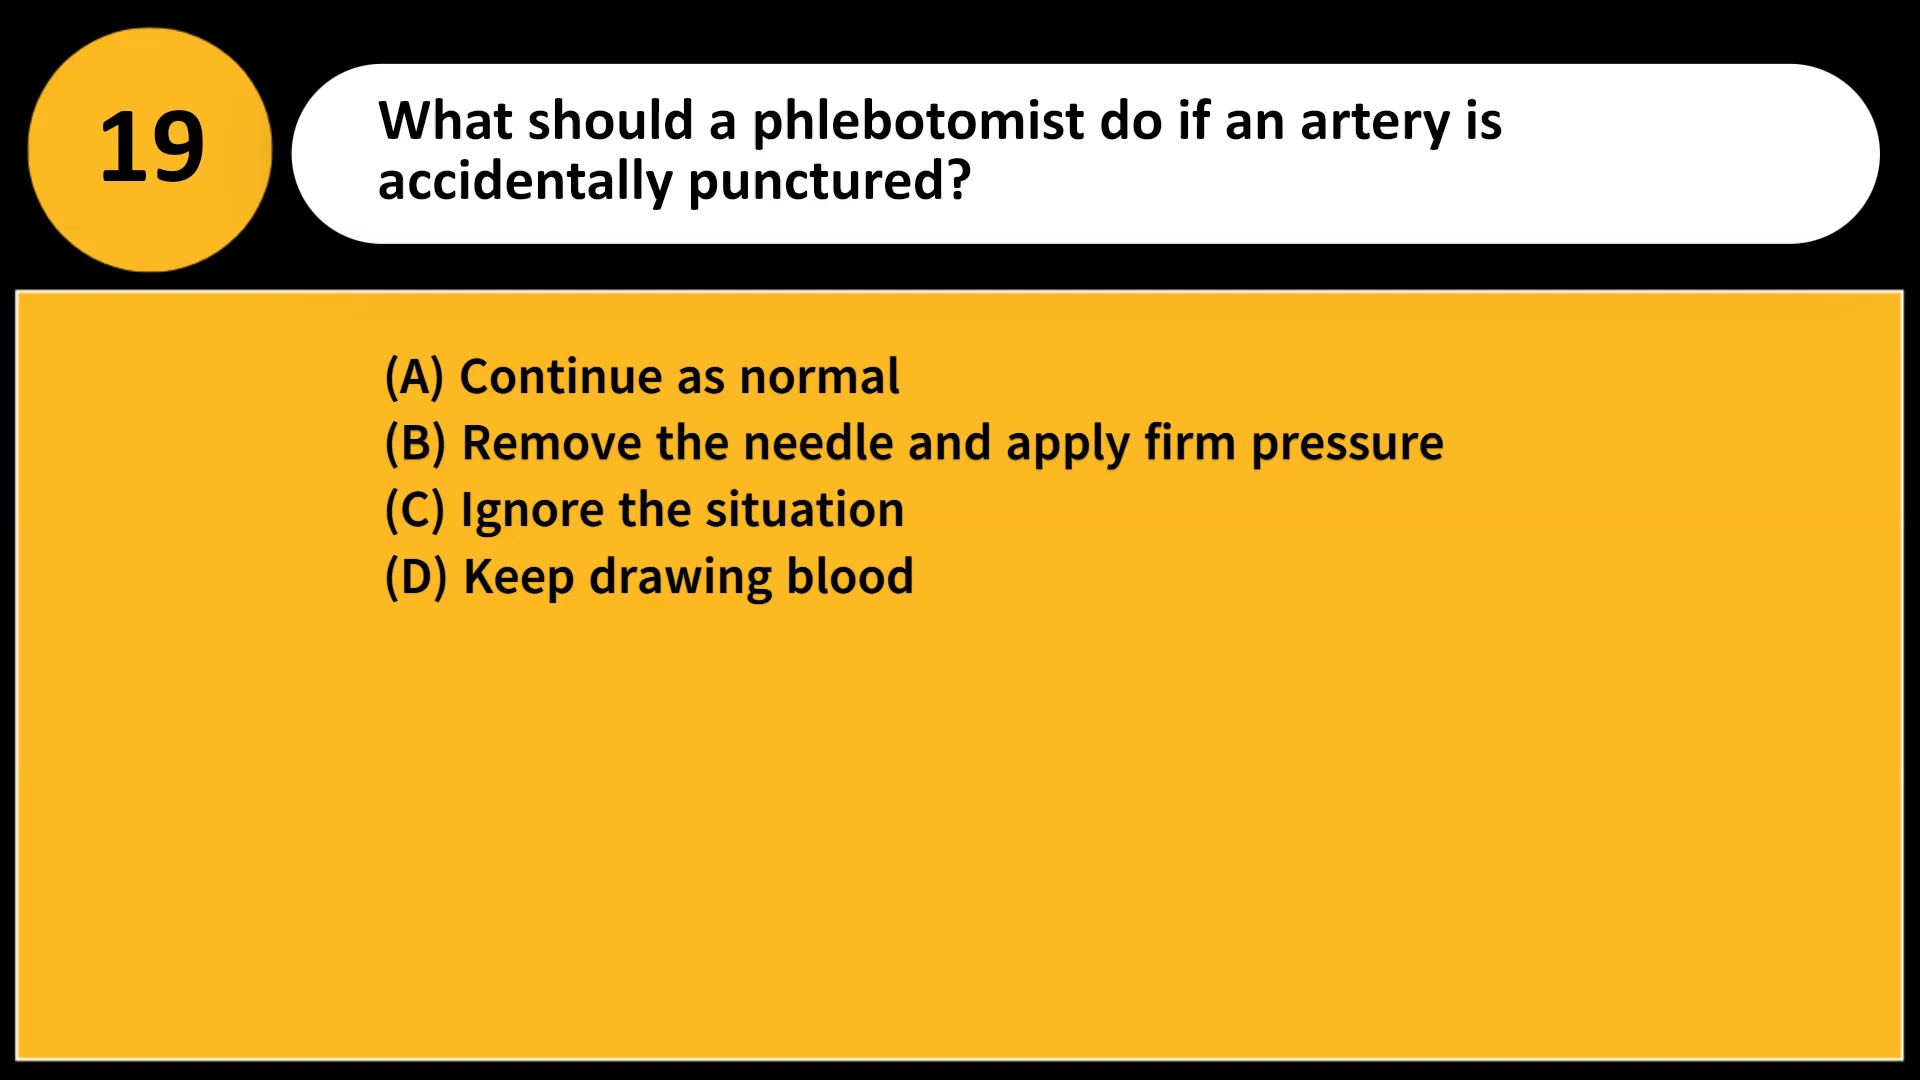 19
What should a phlebotomist do if an artery is
accidentally punctured?
(A) Continue as normal
(B) Remove the needle and apply firm pressure
(C) Ignore the situation
(D) Keep drawing blood